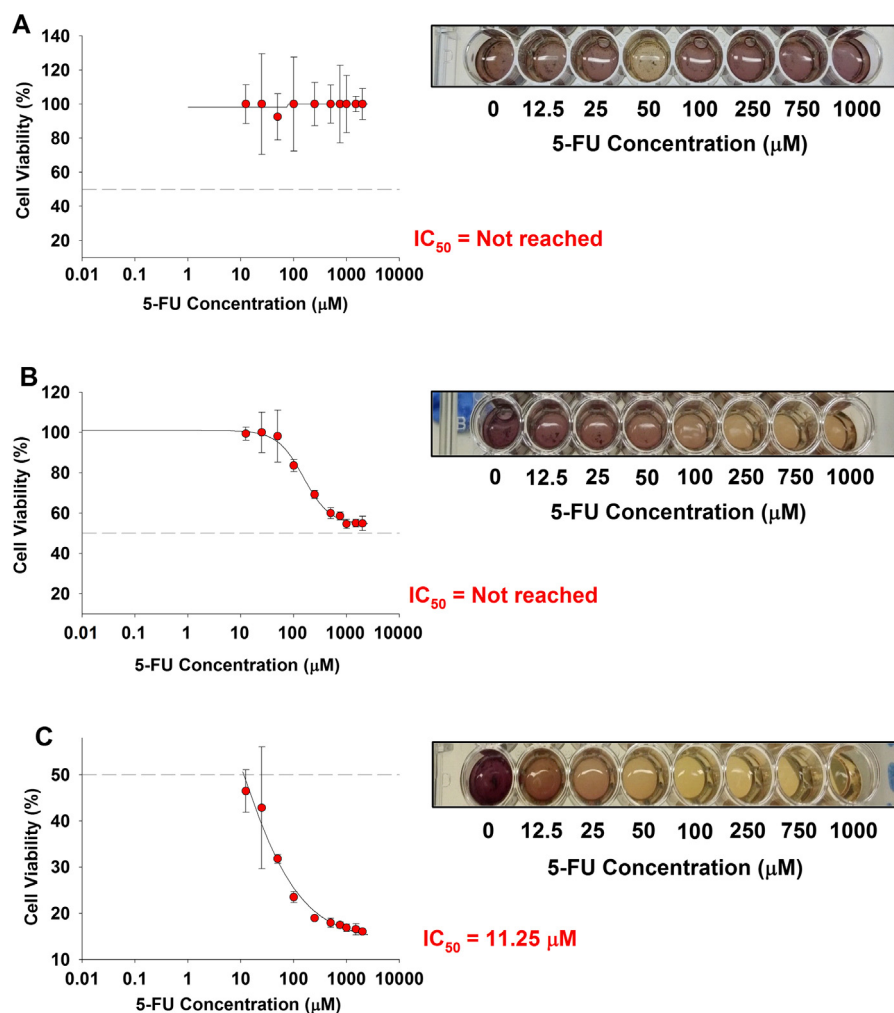 A
140
120
100
80
60
40
20
Cell Viability (%)
0.01 0.1 1 10 100 1000 10000
5-FU Concentration (µM)
0 12.5 25 50 100 250 750 1000
5-FU Concentration (µM)
IC50 = Not reached
B
120
100
80
60
40
20
Cell Viability (%)
0.01 0.1 1 10 100 1000 10000
5-FU Concentration (µM)
B
0 12.5 25 50 100 250 750 1000
5-FU Concentration (µM)
IC50 = Not reached
C
50
40
30
20
10
Cell Viability (%)
0.01 0.1 1 10 100 1000 10000
5-FU Concentration (µM)
0 12.5 25 50 100 250 750 1000
5-FU Concentration (µM)
IC50 = 11.25 µM